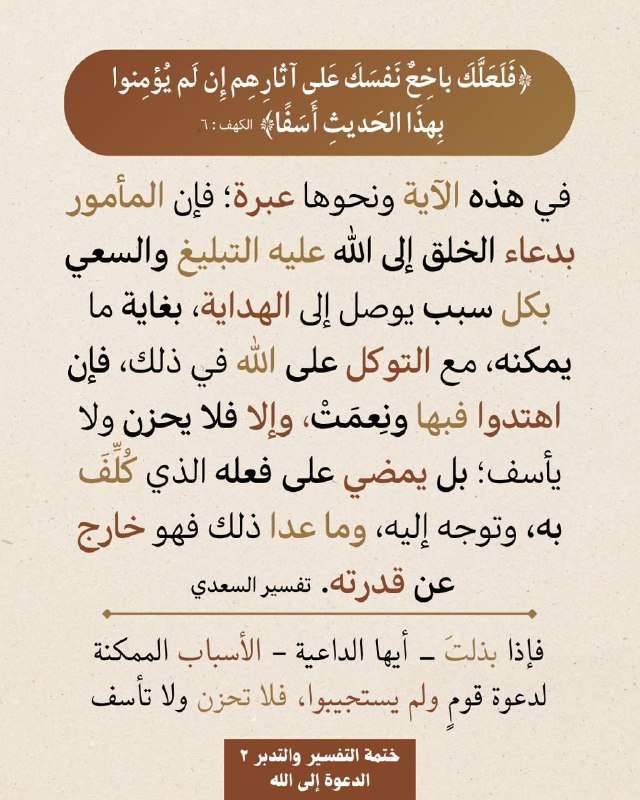 ﴿فَلَعَلَّكَ باخِعٌ نَفسَكَ عَلى آثارِهِم إِن لَم يُؤمِنوا
بِهذَا الحَديثِ أَسَفًا﴾ الكهف : ٦
في هذه الآية ونحوها عبرة؛ فإن المأمور
بدعاء الخلق إلى الله عليه التبليغ والسعي
بكل سبب يوصل إلى الهداية، بغاية ما
يمكنه، مع التوكل على الله في ذلك، فإن
اهتدوا فبها ونِعمَتْ، وإلا فلا يحزن ولا
يأسف؛ بل يمضي على فعله الذي كُلِّفَ
به، وتوجه إليه، وما عدا ذلك فهو خارج
عن قدرته. تفسير السعدي
فإذا بذلتَ – أيها الداعية – الأسباب الممكنة
لدعوة قومٍ ولم يستجيبوا، فلا تحزن ولا تأسف
ختمة التفسير والتدبر ٢
الدعوة إلى الله